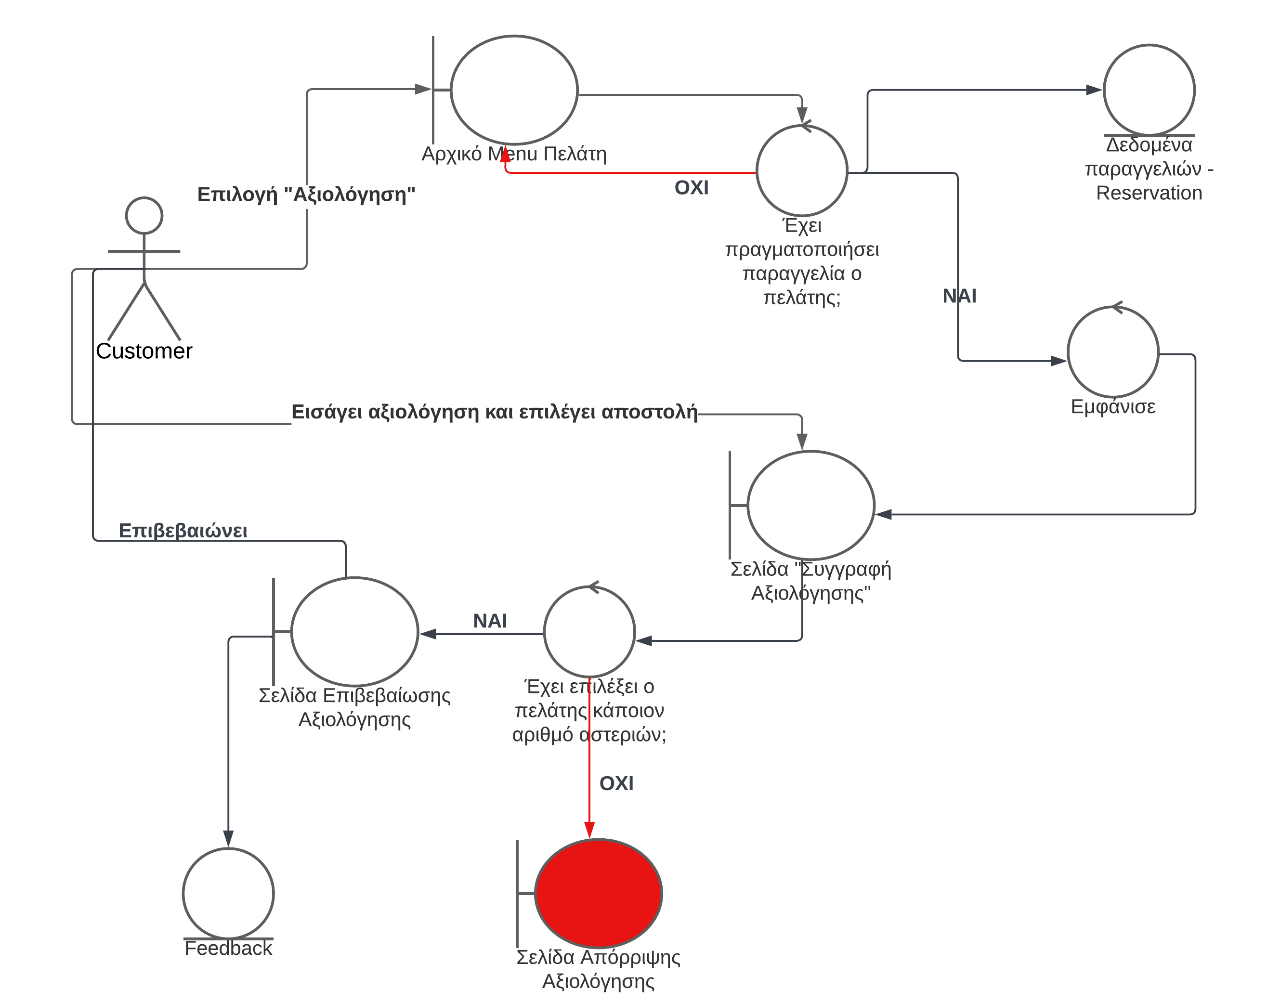 Αρχικό Menu Πελάτη
Δεδομένα
παραγγελιών -
Reservation
ΟΧΙ
Επιλογή "Αξιολόγηση"
Έχει
πραγματοποιήσει
παραγγελία ο
πελάτης;
ΝΑΙ
Customer
Εμφάνισε
Εισάγει αξιολόγηση και επιλέγει αποστολή
Επιβεβαιώνει
Σελίδα "Συγγραφή
Αξιολόγησης"
ΝΑΙ
Σελίδα Επιβεβαίωσης
Αξιολόγησης
Έχει επιλέξει ο
πελάτης κάποιον
αριθμό αστεριών;
ΟΧΙ
Feedback
Σελίδα Απόρριψης
Αξιολόγησης